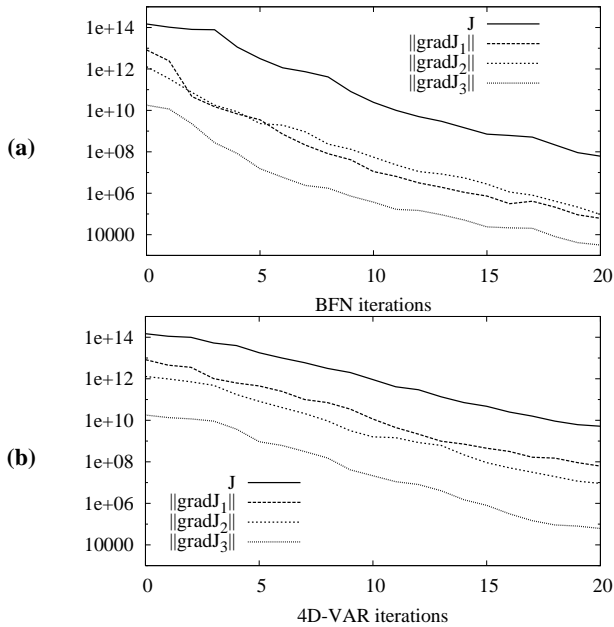 (a)
1e+14
1e+12
1e+10
1e+08
1e+06
10000
J
||gradJ1||
||gradJ2||
||gradJ3||
0 5 10 15 20
BFN iterations
(b)
1e+14
1e+12
1e+10
1e+08
1e+06
10000
J
||gradJ1||
||gradJ2||
||gradJ3||
0 5 10 15 20
4D-VAR iterations